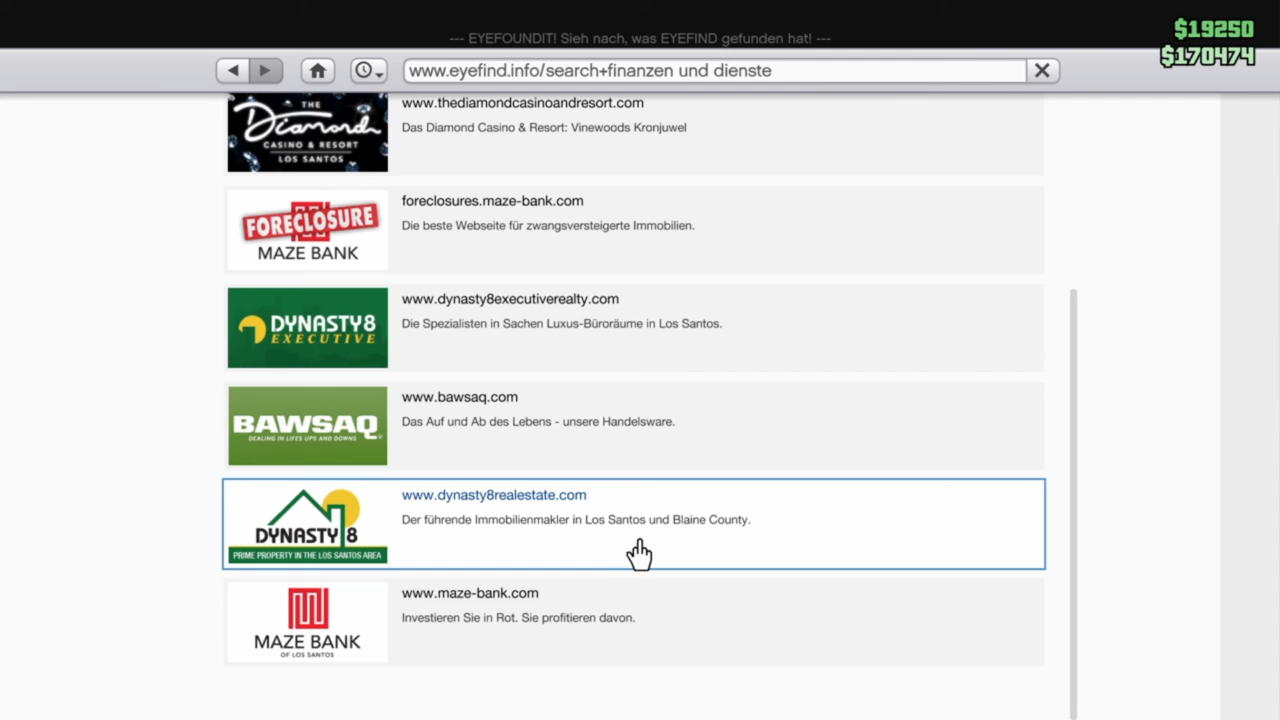 $19250
--- EYEFOUNDIT! Sieh nach, was EYEFIND gefunden hat! ---
$170474
www.eyefind.info/search+finanzen und dienste
THE
Diamond
CASINO & RESORT
LOS SANTOS
www.thediamondcasinoandresort.com
Das Diamond Casino & Resort: Vinewoods Kronjuwel
FORECLOSURE
MAZE BANK
foreclosures.maze-bank.com
Die beste Webseite für zwangsversteigerte Immobilien.
DYNASTY8
EXECUTIVE
www.dynasty8executiverealty.com
Die Spezialisten in Sachen Luxus-Büroräume in Los Santos.
BAWSAQ
DEALING IN LIFES UPS AND DOWNS
www.bawsaq.com
Das Auf und Ab des Lebens - unsere Handelsware.
DYNASTY 8
PRIME PROPERTY IN THE LOS SANTOS AREA
www.dynasty8realestate.com
Der führende Immobilienmakler in Los Santos und Blaine County.
MAZE BANK
OF LOS SANTOS
www.maze-bank.com
Investieren Sie in Rot. Sie profitieren davon.